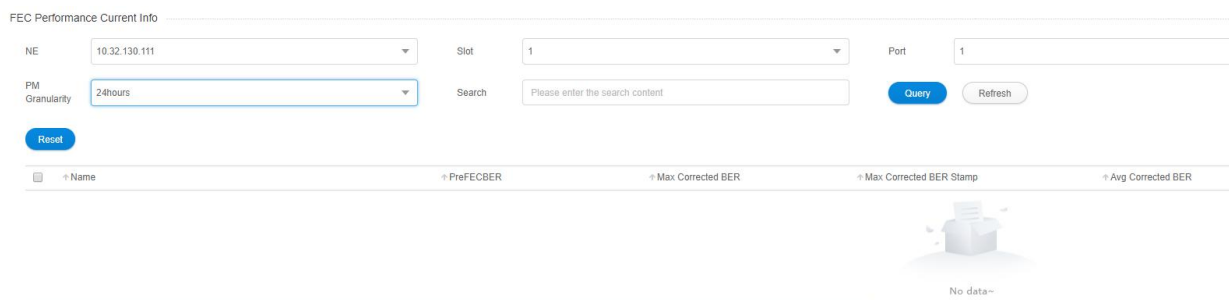 FEC Performance Current Info
NE 10.32.130.111 Slot 1 Port 1
PM
Granularity 24hours Search Please enter the search content Query Refresh
Reset
↑Name ↑PreFECBER ↑Max Corrected BER ↑Max Corrected BER Stamp ↑Avg Corrected BER
No data~